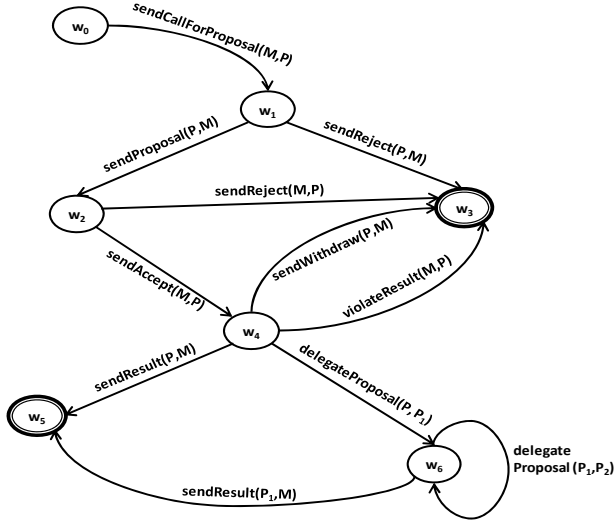 w0
sendCallForProposal(M,P)
w1
sendProposal(P,M)
sendReject(P,M)
w2
sendReject(M,P)
w3
sendAccept(M,P)
sendWithdraw(P,M)
violateResult(M,P)
w4
sendResult(P,M)
delegateProposal(P, P1)
w5
w6
delegate
Proposal (P1,P2)
sendResult(P1,M)